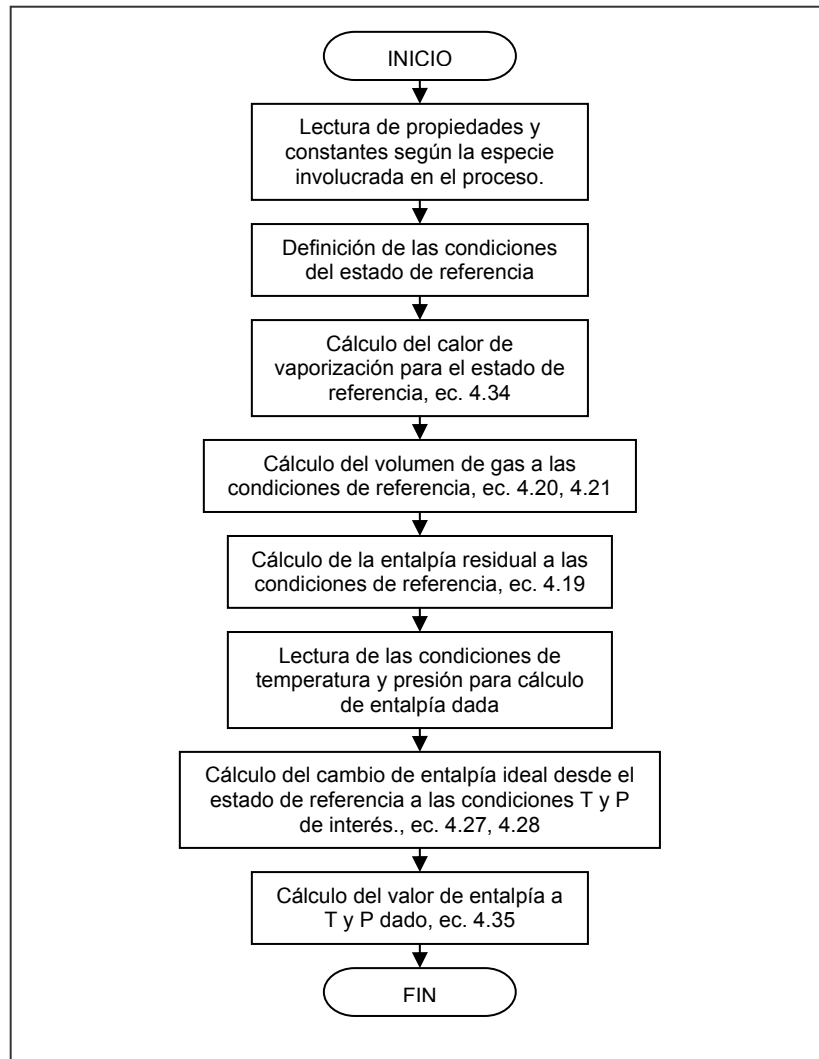 INICIO
Lectura de propiedades y
constantes según la especie
involucrada en el proceso.
Definición de las condiciones
del estado de referencia
Cálculo del calor de
vaporización para el estado de
referencia, ec. 4.34
Cálculo del volumen de gas a las
condiciones de referencia, ec. 4.20, 4.21
Cálculo de la entalpía residual a las
condiciones de referencia, ec. 4.19
Lectura de las condiciones de
temperatura y presión para cálculo
de entalpía dada
Cálculo del cambio de entalpía ideal desde el
estado de referencia a las condiciones T y P
de interés., ec. 4.27, 4.28
Cálculo del valor de entalpía a
T y P dado, ec. 4.35
FIN